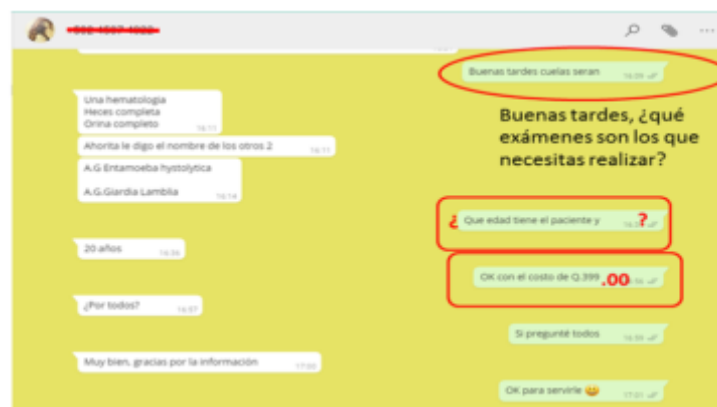 Buenas tardes cuelas seran 16:09
Una hematologia
Heces completa
Orina completo 16:11
Buenas tardes, ¿qué
exámenes son los que
necesitas realizar?
Ahorita le digo el nombre de los otros 2 16:11
A.G Entamoeba hystolytica
A.G.Giardia Lamblia 16:14
¿ Que edad tiene el paciente y ?
20 años 16:36
OK con el costo de Q.399 .00
¿Por todos? 16:57
Si pregunté todos 16:59
Muy bien, gracias por la información 17:00
OK para servirle 17:01